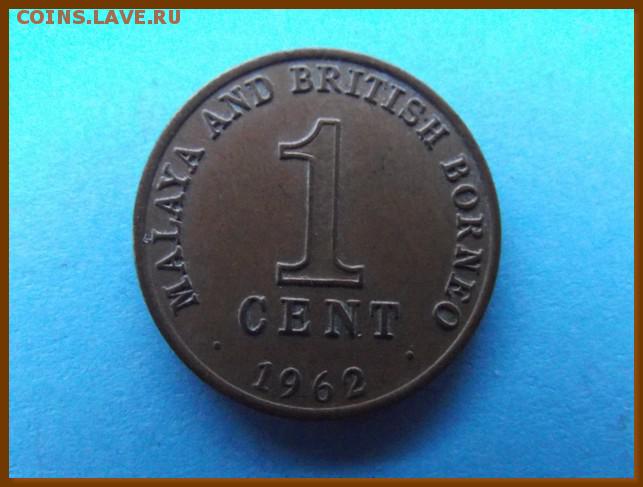 COINS.LAVE.RU
MALAYA AND BRITISH BORNEO
1
CENT
1962